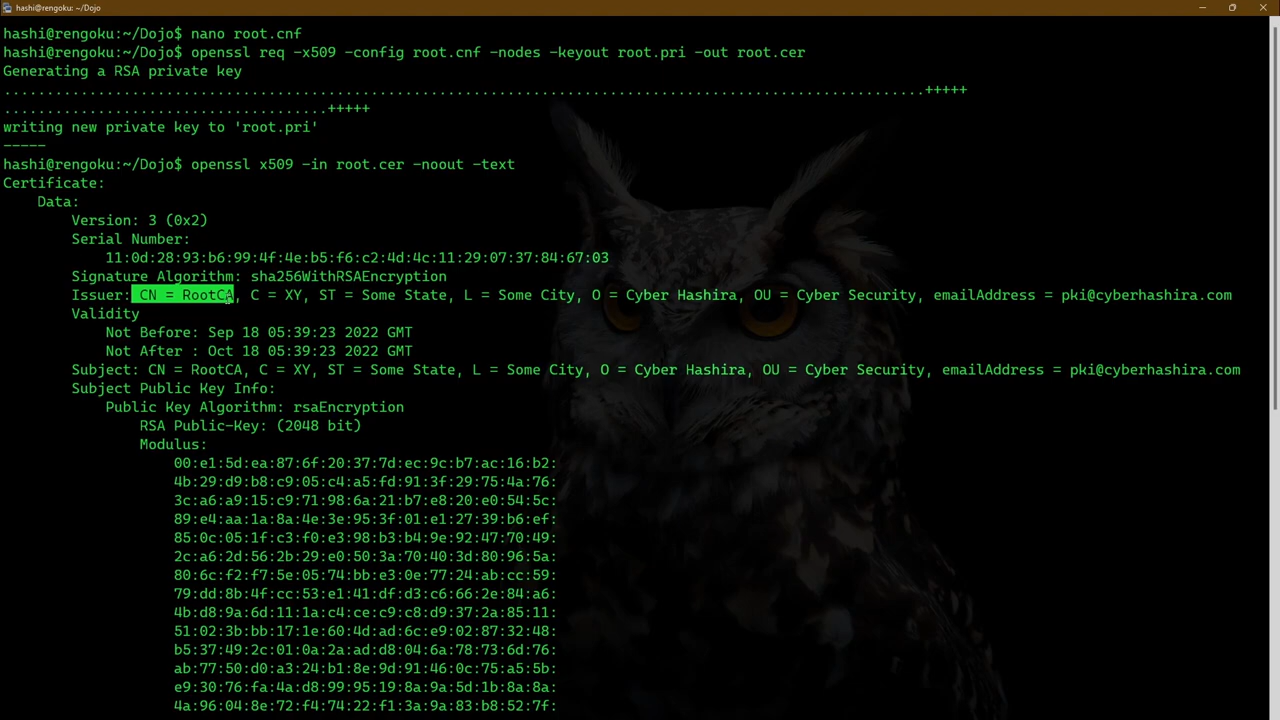 hashi@rengoku: ~/Dojo
hashi@rengoku:~/Dojo$ nano root.cnf
hashi@rengoku:~/Dojo$ openssl req -x509 -config root.cnf -nodes -keyout root.pri -out root.cer
Generating a RSA private key
............................................................................................................+++++
......................................+++++
writing new private key to 'root.pri'
-----
hashi@rengoku:~/Dojo$ openssl x509 -in root.cer -noout -text
Certificate:
Data:
Version: 3 (0x2)
Serial Number:
11:0d:28:93:b6:99:4f:4e:b5:f6:c2:4d:4c:11:29:07:37:84:67:03
Signature Algorithm: sha256WithRSAEncryption
Issuer: CN = RootCA, C = XY, ST = Some State, L = Some City, O = Cyber Hashira, OU = Cyber Security, emailAddress = pki@cyberhashira.com
Validity
Not Before: Sep 18 05:39:23 2022 GMT
Not After : Oct 18 05:39:23 2022 GMT
Subject: CN = RootCA, C = XY, ST = Some State, L = Some City, O = Cyber Hashira, OU = Cyber Security, emailAddress = pki@cyberhashira.com
Subject Public Key Info:
Public Key Algorithm: rsaEncryption
RSA Public-Key: (2048 bit)
Modulus:
00:e1:5d:ea:87:6f:20:37:7d:ec:9c:b7:ac:16:b2:
4b:29:d9:b8:c9:05:c4:a5:fd:91:3f:29:75:4a:76:
3c:a6:a9:15:c9:71:98:6a:21:b7:e8:20:e0:54:5c:
89:e4:aa:1a:8a:4e:3e:95:3f:01:e1:27:39:b6:ef:
85:0c:05:1f:c3:f0:e3:98:b3:b4:9e:92:47:70:49:
2c:a6:2d:56:2b:29:e0:50:3a:70:40:3d:80:96:5a:
80:6c:f2:f7:5e:05:74:bb:e3:0e:77:24:ab:cc:59:
79:dd:8b:4f:cc:53:e1:41:df:d3:c6:66:2e:84:a6:
4b:d8:9a:6d:11:1a:c4:ce:c9:c8:d9:37:2a:85:11:
51:02:3b:bb:17:1e:60:4d:ad:6c:e9:02:87:32:48:
b5:37:49:2c:01:0a:2a:ad:d8:04:6a:78:73:6d:76:
ab:77:50:d0:a3:24:b1:8e:9d:91:46:0c:75:a5:5b:
e9:30:76:fa:4a:d8:99:95:19:8a:9a:5d:1b:8a:8a:
4a:96:04:8e:72:f4:74:22:f1:3a:9a:83:b8:52:7f: